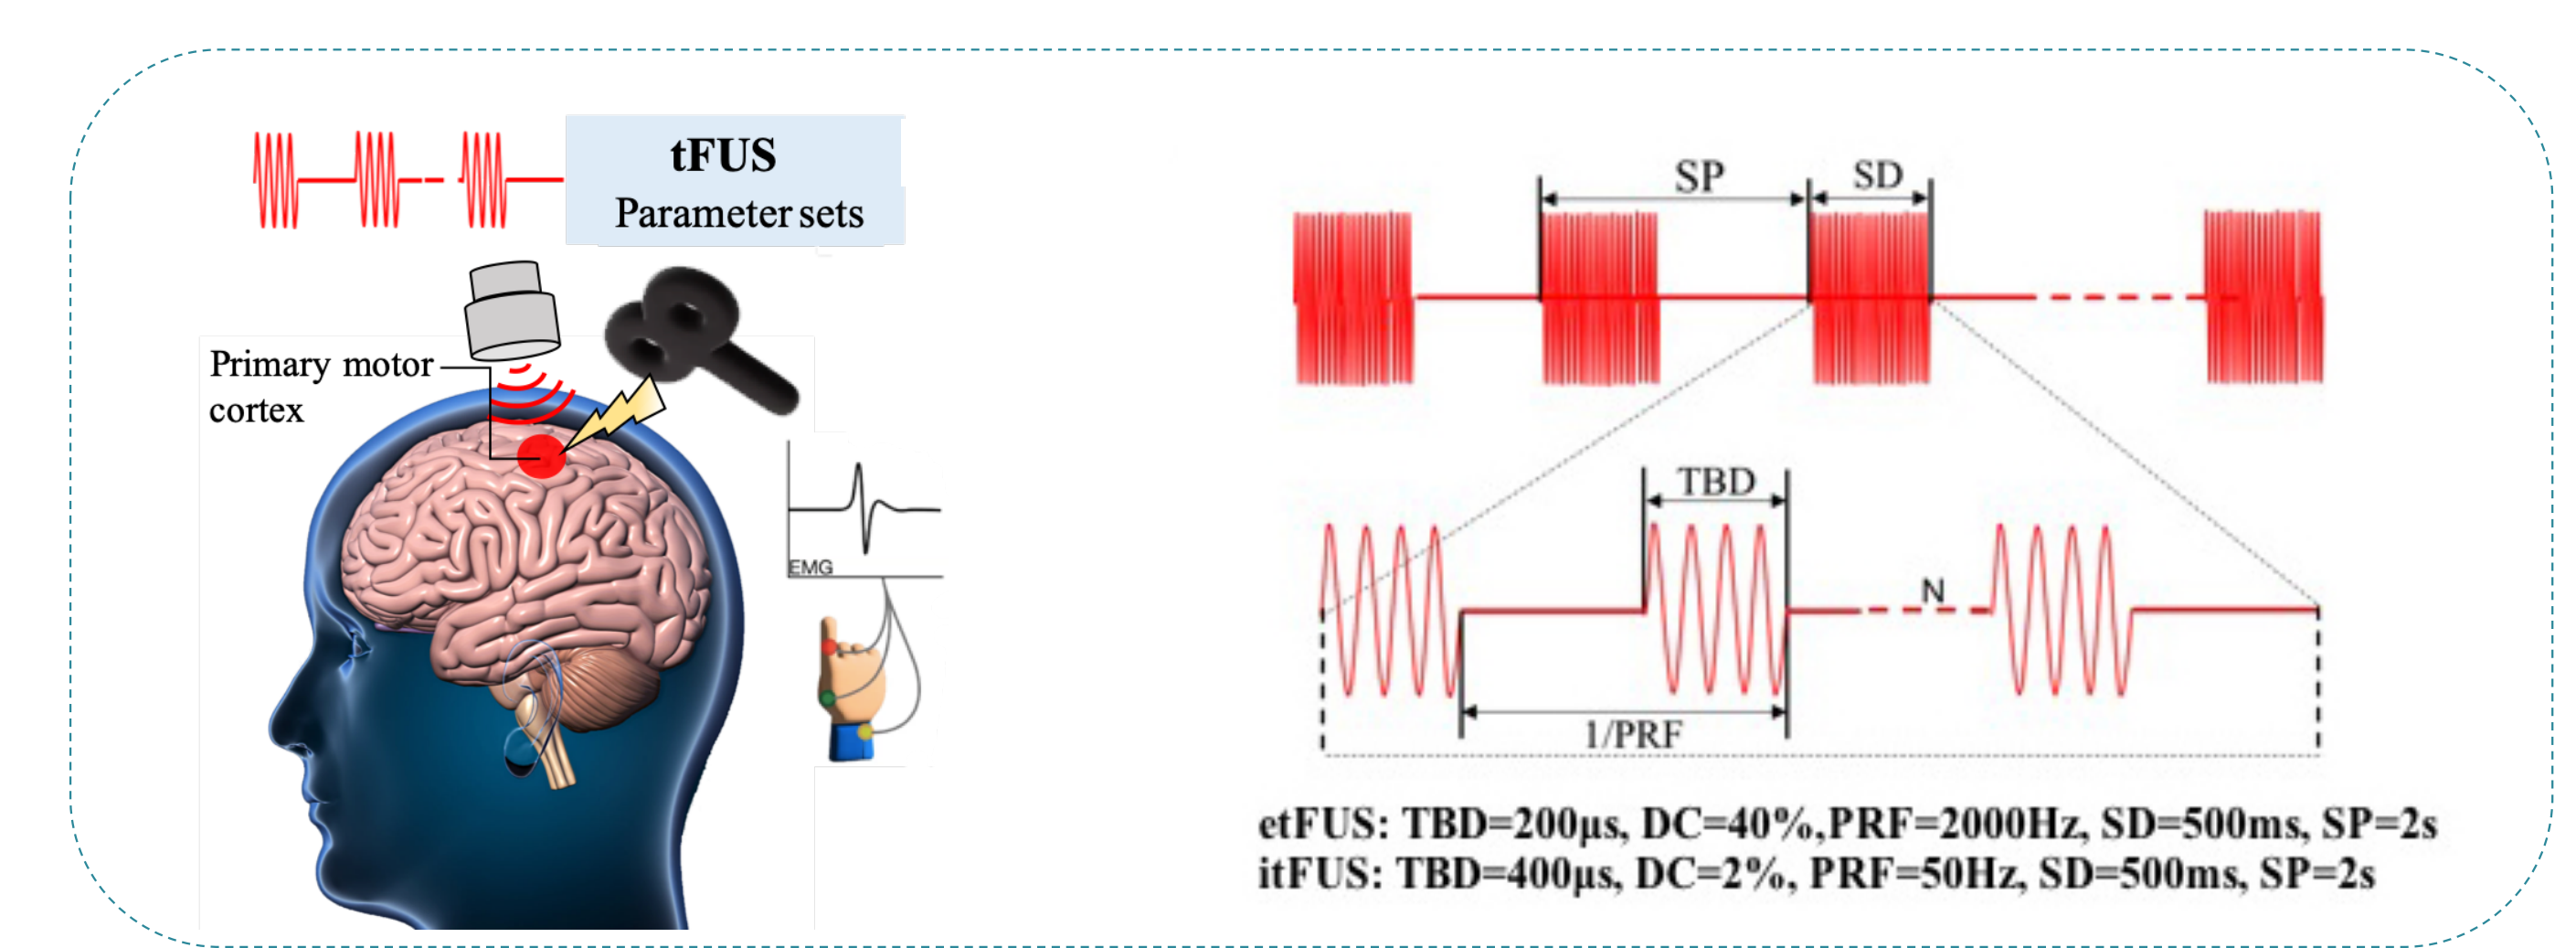 tFUS
Parameter sets
Primary motor
cortex
EMG
SP
SD
TBD
N
1/PRF
etFUS: TBD=200μs, DC=40%,PRF=2000Hz, SD=500ms, SP=2s
itFUS: TBD=400μs, DC=2%, PRF=50Hz, SD=500ms, SP=2s